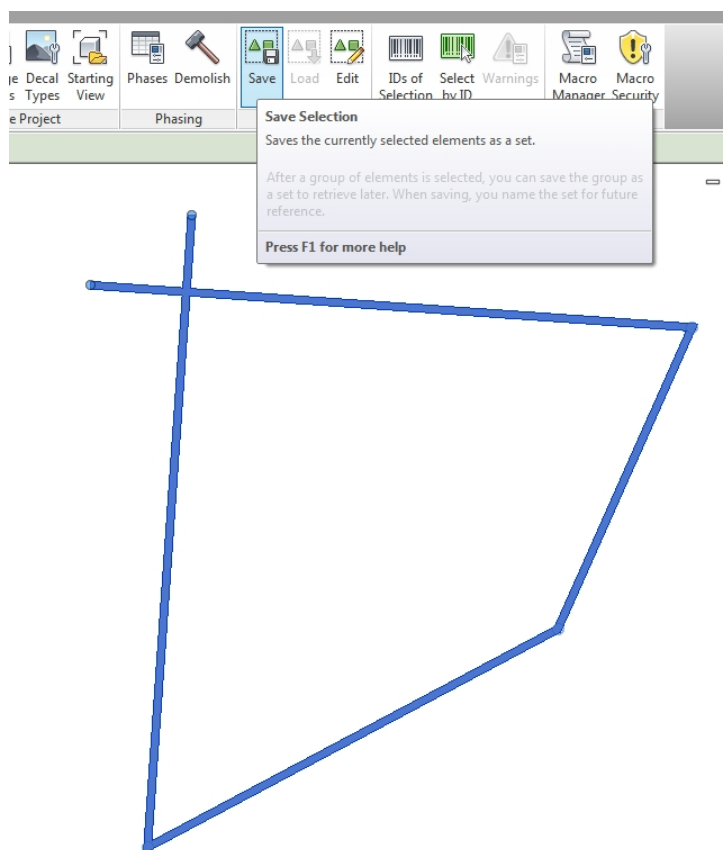 Decal Starting Phases Demolish Save Load Edit IDs of Select Warnings Macro Macro
Types View Selection by ID Manager Security
e Project Phasing
Save Selection
Saves the currently selected elements as a set.
After a group of elements is selected, you can save the group as
a set to retrieve later. When saving, you name the set for future
reference.
Press F1 for more help